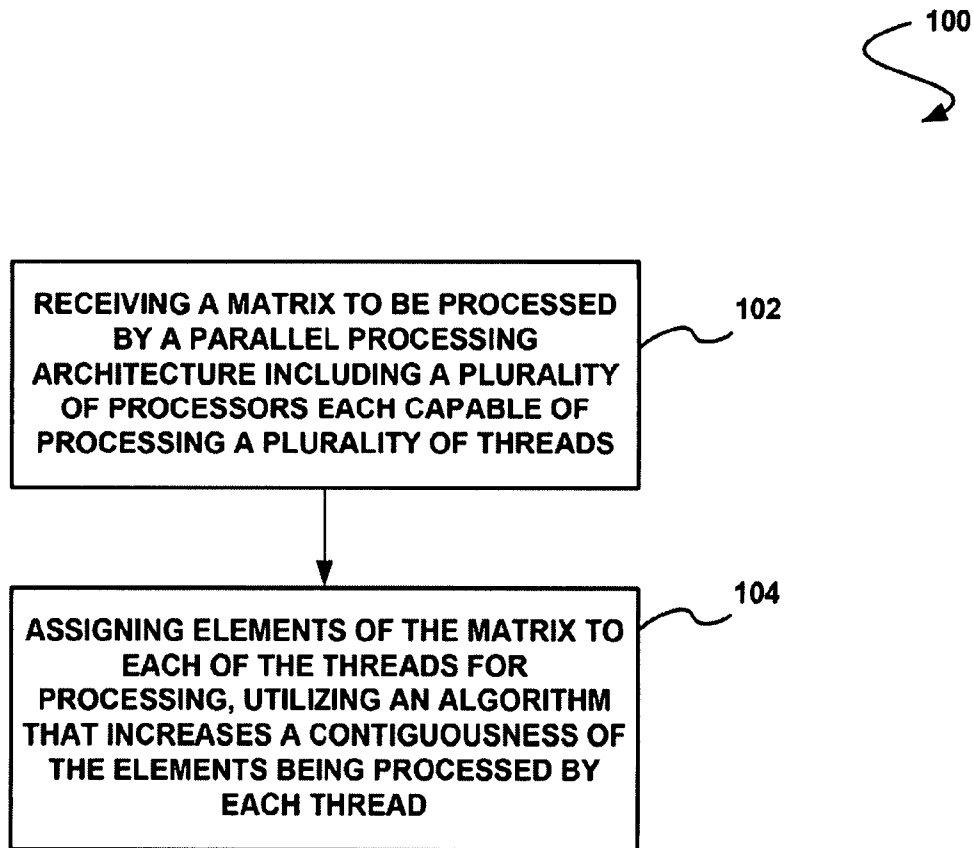 100
RECEIVING A MATRIX TO BE PROCESSED
BY A PARALLEL PROCESSING
ARCHITECTURE INCLUDING A PLURALITY
OF PROCESSORS EACH CAPABLE OF
PROCESSING A PLURALITY OF THREADS
102
ASSIGNING ELEMENTS OF THE MATRIX TO
EACH OF THE THREADS FOR
PROCESSING, UTILIZING AN ALGORITHM
THAT INCREASES A CONTIGUOUSNESS OF
THE ELEMENTS BEING PROCESSED BY
EACH THREAD
104